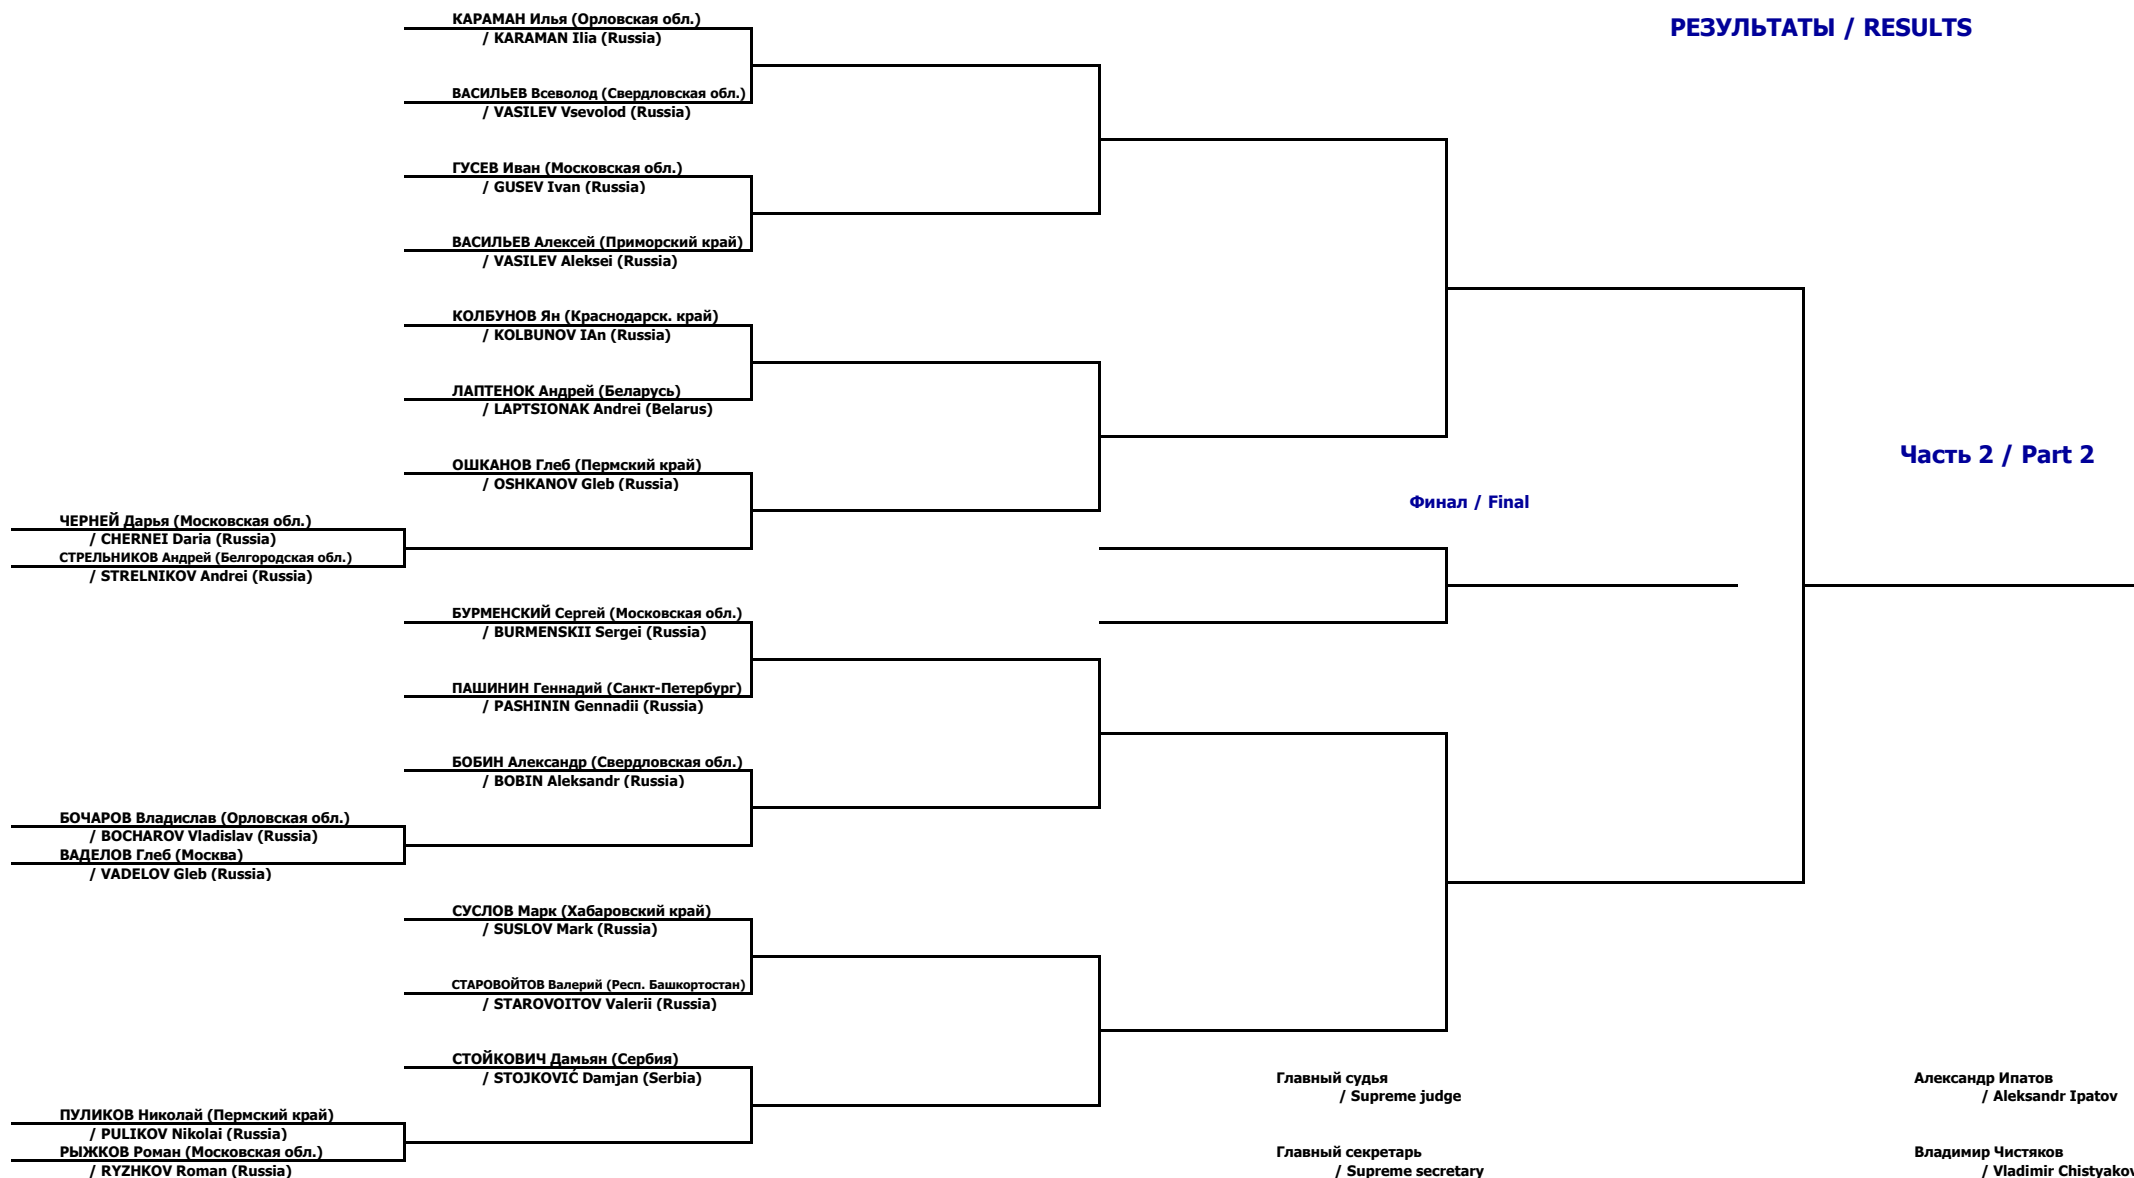 КАРАМАН Илья (Орловская обл.)
/ KARAMAN Ilia (Russia)
РЕЗУЛЬТАТЫ / RESULTS
ВАСИЛЬЕВ Всеволод (Свердловская обл.)
/ VASILEV Vsevolod (Russia)
ГУСЕВ Иван (Московская обл.)
/ GUSEV Ivan (Russia)
ВАСИЛЬЕВ Алексей (Приморский край)
/ VASILEV Aleksei (Russia)
КОЛБУНОВ Ян (Краснодарск. край)
/ KOLBUNOV IAn (Russia)
ЛАПТЕНОК Андрей (Беларусь)
/ LAPTSIONAK Andrei (Belarus)
Часть 2 / Part 2
ОШКАНОВ Глеб (Пермский край)
/ OSHKANOV Gleb (Russia)
Финал / Final
ЧЕРНЕЙ Дарья (Московская обл.)
/ CHERNEI Daria (Russia)
СТРЕЛЬНИКОВ Андрей (Белгородская обл.)
/ STRELNIKOV Andrei (Russia)
БУРМЕНСКИЙ Сергей (Московская обл.)
/ BURMENSKII Sergei (Russia)
ПАШИНИН Геннадий (Санкт-Петербург)
/ PASHININ Gennadii (Russia)
БОБИН Александр (Свердловская обл.)
/ BOBIN Aleksandr (Russia)
БОЧАРОВ Владислав (Орловская обл.)
/ BOCHAROV Vladislav (Russia)
ВАДЕЛОВ Глеб (Москва)
/ VADELOV Gleb (Russia)
СУСЛОВ Марк (Хабаровский край)
/ SUSLOV Mark (Russia)
СТАРОВОЙТОВ Валерий (Респ. Башкортостан)
/ STAROVOITOV Valerii (Russia)
СТОЙКОВИЧ Дамьян (Сербия)
/ STOJKOVIĆ Damjan (Serbia)
Главный судья
/ Supreme judge
Александр Ипатов
/ Aleksandr Ipatov
ПУЛИКОВ Николай (Пермский край)
/ PULIKOV Nikolai (Russia)
РЫЖКОВ Роман (Московская обл.)
/ RYZHKOV Roman (Russia)
Главный секретарь
/ Supreme secretary
Владимир Чистяков
/ Vladimir Chistyakov